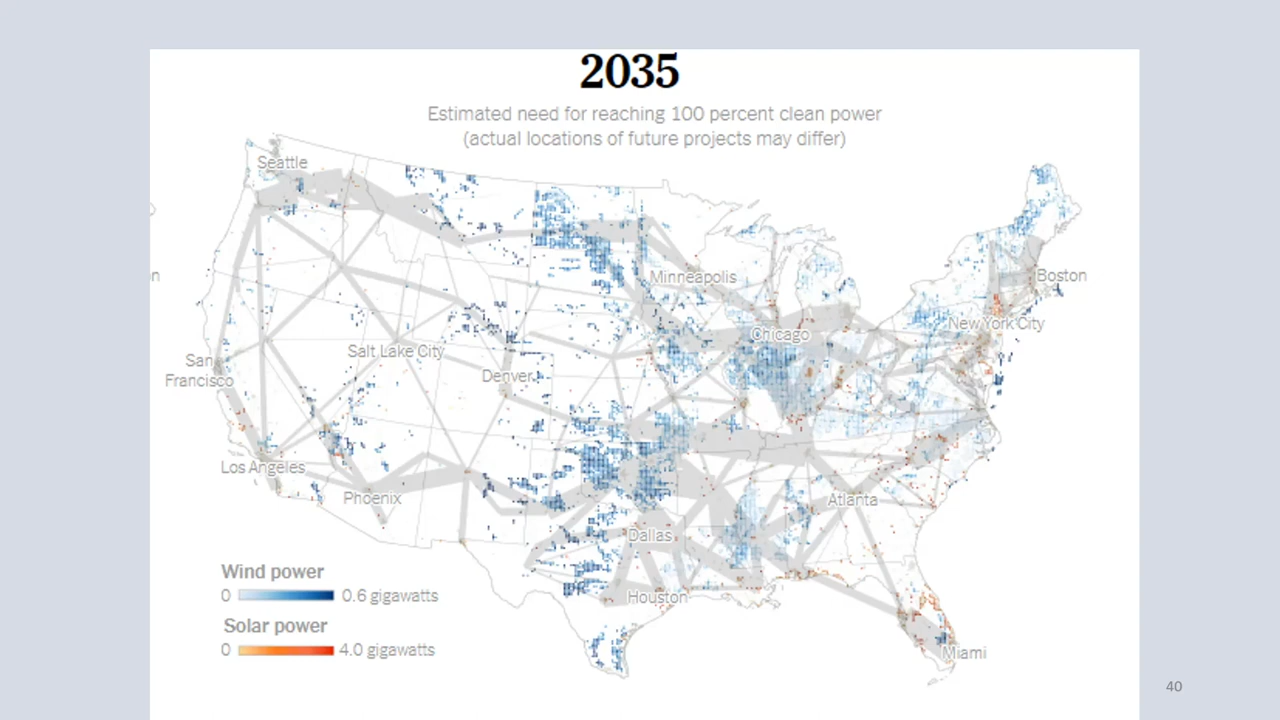 2035
Estimated need for reaching 100 percent clean power
(actual locations of future projects may differ)
Seattle
n
Minneapolis
Boston
New York City
Chicago
Salt Lake City
San
Francisco
Denver
Los Angeles
Phoenix
Atlanta
Dallas
Houston
Miami
Wind power
0 0.6 gigawatts
Solar power
0 4.0 gigawatts
40